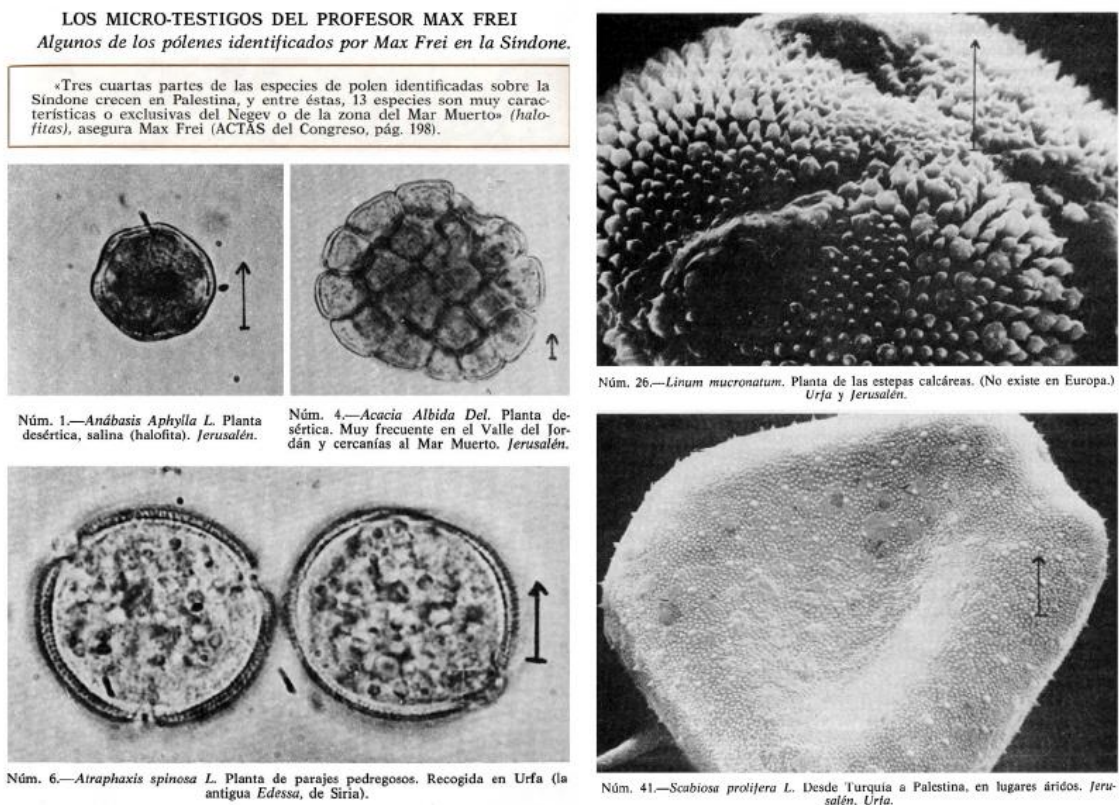 LOS MICRO-TESTIGOS DEL PROFESOR MAX FREI
Algunos de los pólenes identificados por Max Frei en la Síndone.
«Tres cuartas partes de las especies de polen identificadas sobre la
Síndone crecen en Palestina, y entre éstas, 13 especies son muy carac-
terísticas o exclusivas del Negev o de la zona del Mar Muerto» (halo-
fitas), asegura Max Frei (ACTAS del Congreso, pág. 198).
Núm. 1.—Anábasis Aphylla L. Planta
desértica, salina (halofita). Jerusalén.
Núm. 4.—Acacia Albida Del. Planta de-
sértica. Muy frecuente en el Valle del Jor-
dán y cercanías al Mar Muerto. Jerusalén.
Núm. 6.—Atraphaxis spinosa L. Planta de parajes pedregosos. Recogida en Urfa (la
antigua Edessa, de Siria).
Núm. 26.—Linum mucronatum. Planta de las estepas calcáreas. (No existe en Europa.)
Urfa y Jerusalén.
Núm. 41.—Scabiosa prolifera L. Desde Turquía a Palestina, en lugares áridos. Jeru
salén. Urfa.